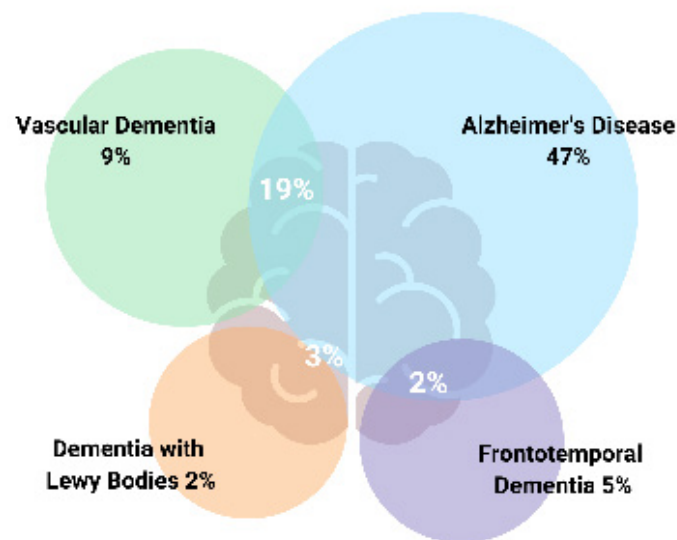 Vascular Dementia
9%
Alzheimer's Disease
47%
19%
3%
2%
Dementia with
Lewy Bodies 2%
Frontotemporal
Dementia 5%